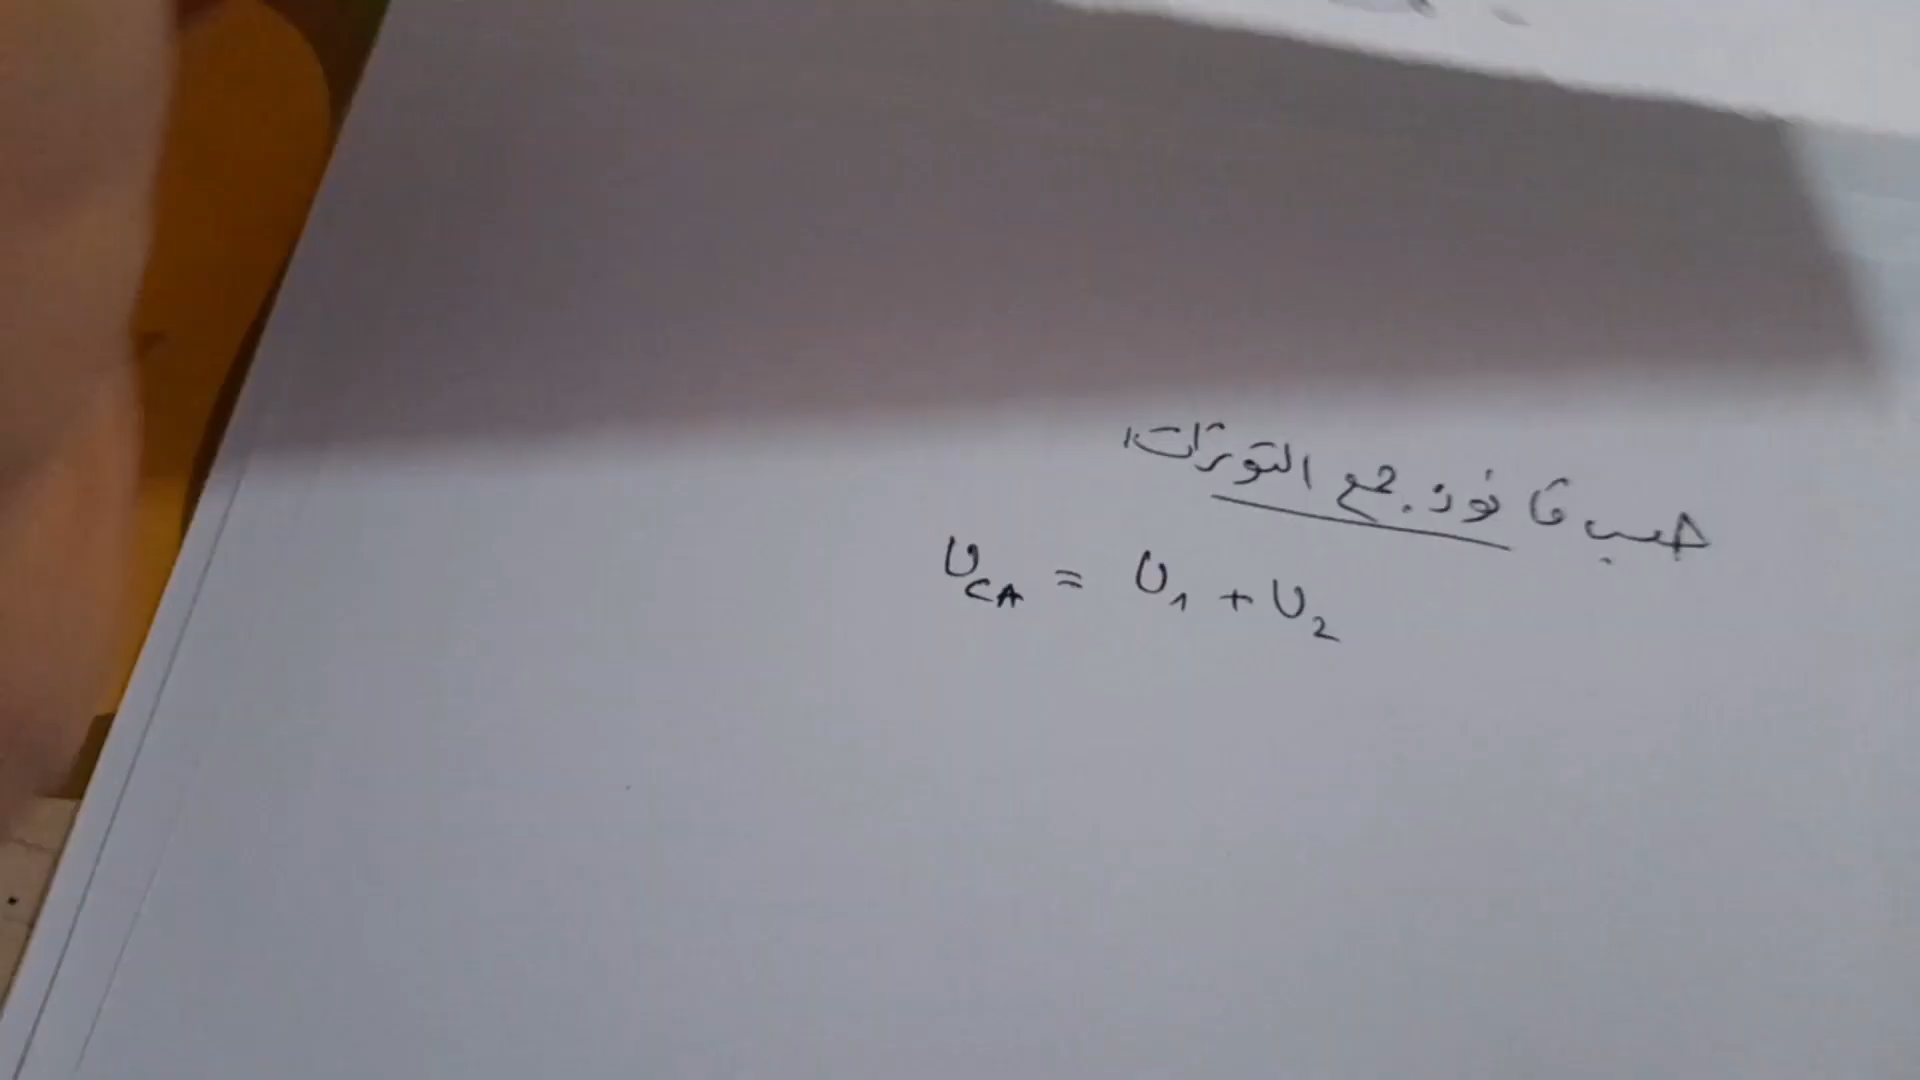 حسب قانون جمع التوترات:
U_CA = U_1 + U_2